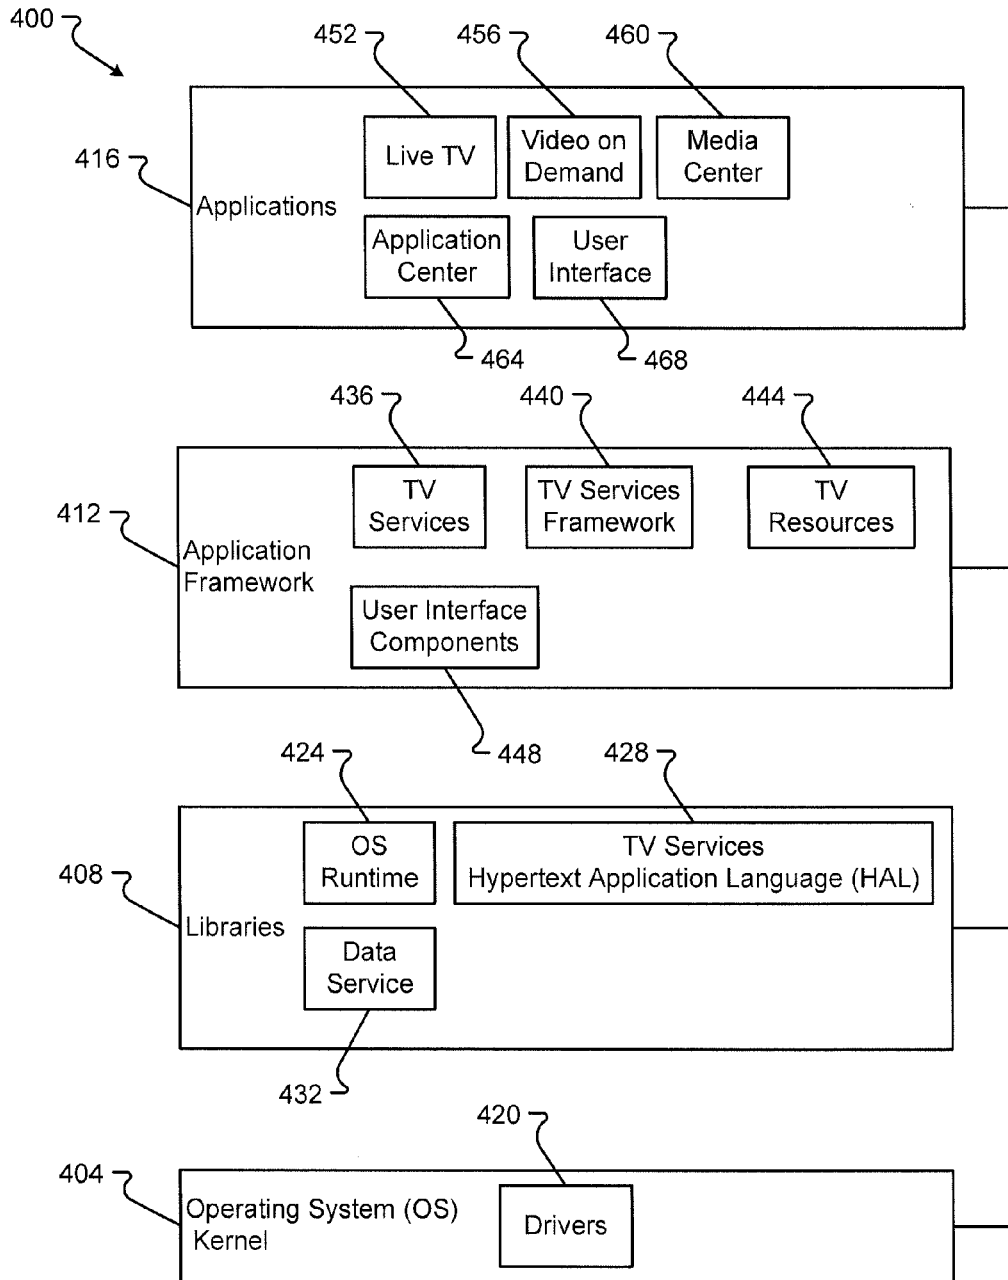 400
452
456
460
416
Applications
Live TV
Video on
Demand
Media
Center
Application
Center
User
Interface
464
468
436
440
444
412
Application
Framework
TV
Services
TV Services
Framework
TV
Resources
User Interface
Components
448
424
428
408
Libraries
OS
Runtime
TV Services
Hypertext Application Language (HAL)
Data
Service
432
420
404
Operating System (OS)
Kernel
Drivers